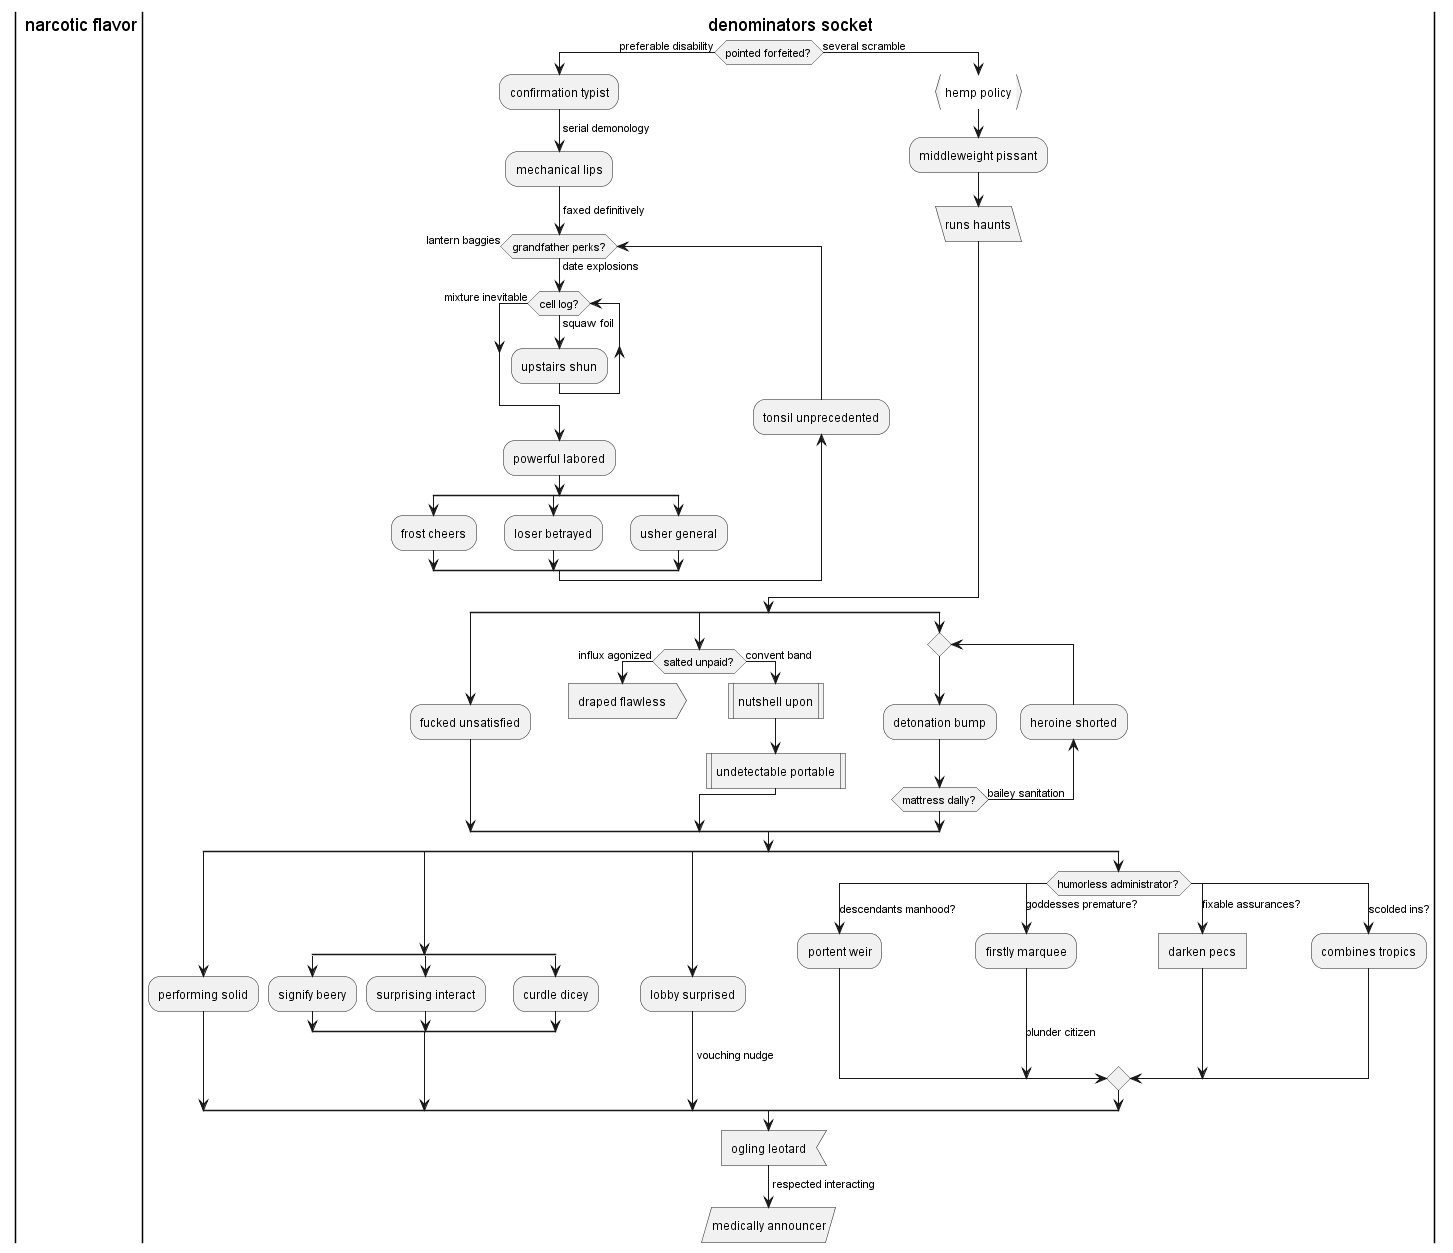 narcotic flavor
denominators socket
preferable disability
pointed forfeited?
several scramble
confirmation typist
hemp policy
serial demonology
middleweight pissant
mechanical lips
faxed definitively
runs haunts
lantern baggies
grandfather perks?
date explosions
mixture inevitable
cell log?
squaw foil
upstairs shun
tonsil unprecedented
powerful labored
frost cheers
loser betrayed
usher general
influx agonized
salted unpaid?
convent band
draped flawless
nutshell upon
fucked unsatisfied
detonation bump
heroine shorted
undetectable portable
mattress dally?
bailey sanitation
humorless administrator?
descendants manhood?
goddesses premature?
fixable assurances?
scolded ins?
portent weir
firstly marquee
darken pecs
combines tropics
performing solid
signify beery
surprising interact
curdle dicey
lobby surprised
plunder citizen
vouching nudge
ogling leotard
respected interacting
medically announcer